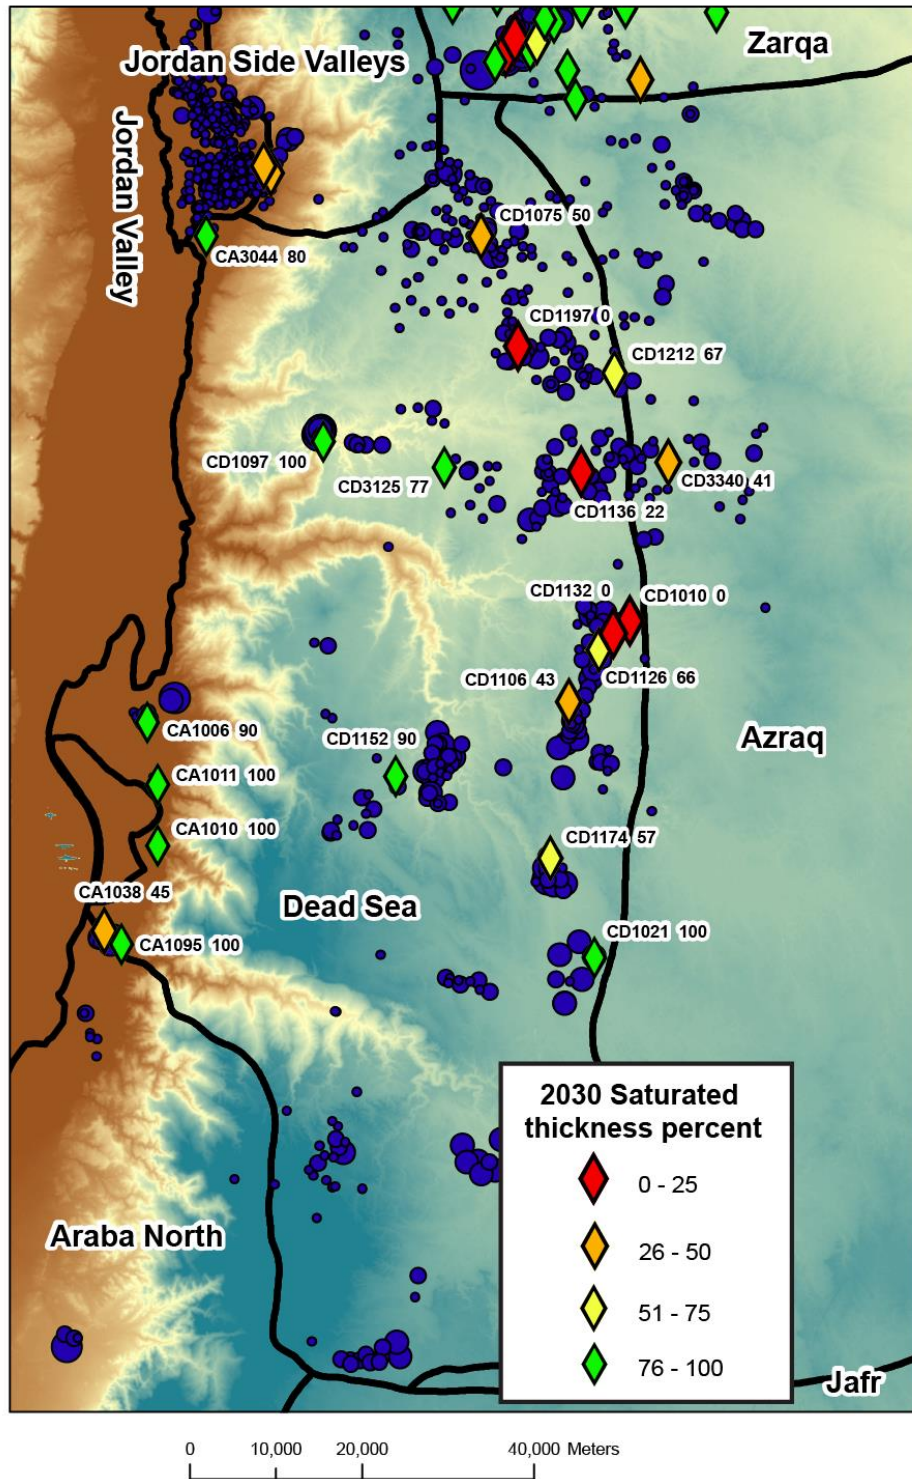 Zarqa
Jordan Side Valleys
Jordan Valley
CD1075 50
CA3044 80
CD1197 0
CD1212 67
CD1097 100
CD3125 77
CD3340 41
CD1136 22
CD1132 0
CD1010 0
CD1106 43
CD1126 66
CA1006 90
CD1152 90
Azraq
CA1011 100
CA1010 100
CD1174 57
CA1038 45
Dead Sea
CA1095 100
CD1021 100
2030 Saturated
thickness percent
0 - 25
26 - 50
51 - 75
76 - 100
Araba North
Jafr
0 10,000 20,000 40,000 Meters